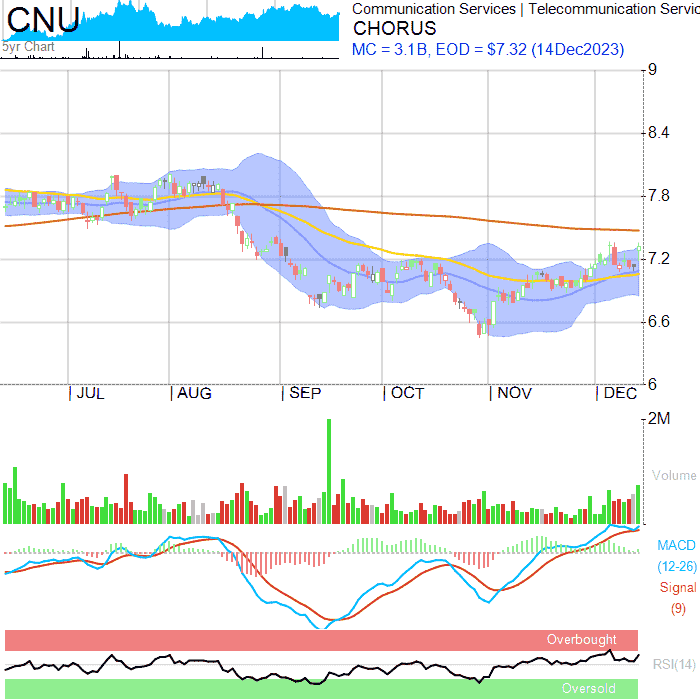 CNU
5yr Chart
Communication Services | Telecommunication Servic
CHORUS
MC = 3.1B, EOD = $7.32 (14Dec2023)
9
8.4
7.8
7.2
6.6
6
JUL
AUG
SEP
OCT
NOV
DEC
2M
Volume
MACD
(12-26)
Signal
(9)
Overbought
RSI(14)
Oversold